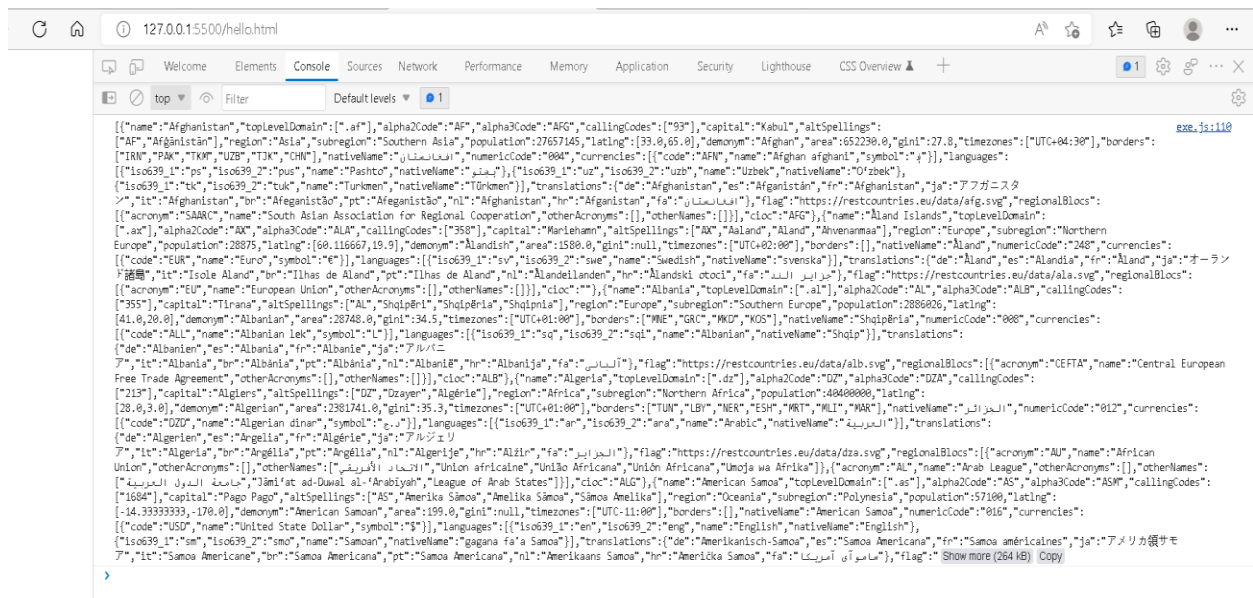 127.0.0.1:5500/hello.html
Welcome Elements Console Sources Network Performance Memory Application Security Lighthouse CSS Overview 1
top Filter Default levels 1
exe.js:110
[{"name":"Afghanistan","topLevelDomain":[".af"],"alpha2Code":"AF","alpha3Code":"AFG","callingCodes":["93"],"capital":"Kabul","altSpellings":
["AF","Afġānistān"],"region":"Asia","subregion":"Southern Asia","population":27657145,"latlng":[33.0,65.0],"demonym":"Afghan","area":652230.0,"gini":27.8,"timezones":["UTC+04:30"],"borders":
["IRN","PAK","TKM","UZB","TJK","CHN"],"nativeName":"افغانستان","numericCode":"004","currencies":[{"code":"AFN","name":"Afghan afghani","symbol":"؋"}],"languages":
[{"iso639_1":"ps","iso639_2":"pus","name":"Pashto","nativeName":"پښتو"},{"iso639_1":"uz","iso639_2":"uzb","name":"Uzbek","nativeName":"Oʻzbek"},
{"iso639_1":"tk","iso639_2":"tuk","name":"Turkmen","nativeName":"Türkmen"}],"translations":{"de":"Afghanistan","es":"Afganistán","fr":"Afghanistan","ja":"アフガニスタ
ン","it":"Afghanistan","br":"Afeganistão","pt":"Afeganistão","nl":"Afghanistan","hr":"Afganistan","fa":"افغانستان"},"flag":"https://restcountries.eu/data/afg.svg","regionalBlocs":
[{"acronym":"SAARC","name":"South Asian Association for Regional Cooperation","otherAcronyms":[],"otherNames":[]}],"cioc":"AFG"},{"name":"Åland Islands","topLevelDomain":
[".ax"],"alpha2Code":"AX","alpha3Code":"ALA","callingCodes":["358"],"capital":"Mariehamn","altSpellings":["AX","Aaland","Aland","Ahvenanmaa"],"region":"Europe","subregion":"Northern
Europe","population":28875,"latlng":[60.116667,19.9],"demonym":"Ålandish","area":1580.0,"gini":null,"timezones":["UTC+02:00"],"borders":[],"nativeName":"Åland","numericCode":"248","currencies":
[{"code":"EUR","name":"Euro","symbol":"€"}],"languages":[{"iso639_1":"sv","iso639_2":"swe","name":"Swedish","nativeName":"svenska"}],"translations":{"de":"Åland","es":"Alandia","fr":"Åland","ja":"オーラン
ド諸島","it":"Isole Aland","br":"Ilhas de Aland","pt":"Ilhas de Aland","nl":"Ålandeilanden","hr":"Ålandski otoci","fa":"جزایر الند"},"flag":"https://restcountries.eu/data/ala.svg","regionalBlocs":
[{"acronym":"EU","name":"European Union","otherAcronyms":[],"otherNames":[]}],"cioc":""},{"name":"Albania","topLevelDomain":[".al"],"alpha2Code":"AL","alpha3Code":"ALB","callingCodes":
["355"],"capital":"Tirana","altSpellings":["AL","Shqipëri","Shqipëria","Shqipnia"],"region":"Europe","subregion":"Southern Europe","population":2886026,"latlng":
[41.0,20.0],"demonym":"Albanian","area":28748.0,"gini":34.5,"timezones":["UTC+01:00"],"borders":["MNE","GRC","MKD","KOS"],"nativeName":"Shqipëria","numericCode":"008","currencies":
[{"code":"ALL","name":"Albanian lek","symbol":"L"}],"languages":[{"iso639_1":"sq","iso639_2":"sqi","name":"Albanian","nativeName":"Shqip"}],"translations":
{"de":"Albanien","es":"Albania","fr":"Albanie","ja":"アルバニ
ア","it":"Albania","br":"Albânia","pt":"Albânia","nl":"Albanië","hr":"Albanija","fa":"آلبانی"},"flag":"https://restcountries.eu/data/alb.svg","regionalBlocs":[{"acronym":"CEFTA","name":"Central European
Free Trade Agreement","otherAcronyms":[],"otherNames":[]}],"cioc":"ALB"},{"name":"Algeria","topLevelDomain":[".dz"],"alpha2Code":"DZ","alpha3Code":"DZA","callingCodes":
["213"],"capital":"Algiers","altSpellings":["DZ","Dzayer","Algérie"],"region":"Africa","subregion":"Northern Africa","population":40400000,"latlng":
[28.0,3.0],"demonym":"Algerian","area":2381741.0,"gini":35.3,"timezones":["UTC+01:00"],"borders":["TUN","LBY","NER","ESH","MRT","MLI","MAR"],"nativeName":"الجزائر","numericCode":"012","currencies":
[{"code":"DZD","name":"Algerian dinar","symbol":"د.ج"}],"languages":[{"iso639_1":"ar","iso639_2":"ara","name":"Arabic","nativeName":"العربية"}],"translations":
{"de":"Algerien","es":"Argelia","fr":"Algérie","ja":"アルジェリ
ア","it":"Algeria","br":"Argélia","pt":"Argélia","nl":"Algerije","hr":"Alžir","fa":"الجزایر"},"flag":"https://restcountries.eu/data/dza.svg","regionalBlocs":[{"acronym":"AU","name":"African
Union","otherAcronyms":[],"otherNames":["الاتحاد الأفريقي","Union africaine","União Africana","Unión Africana","Umoja wa Afrika"]},{"acronym":"AL","name":"Arab League","otherAcronyms":[],"otherNames":
["جامعة الدول العربية","Jāmiʻat ad-Duwal al-ʻArabīyah","League of Arab States"]}],"cioc":"ALG"},{"name":"American Samoa","topLevelDomain":[".as"],"alpha2Code":"AS","alpha3Code":"ASM","callingCodes":
["1684"],"capital":"Pago Pago","altSpellings":["AS","Amerika Sāmoa","Amelika Sāmoa","Sāmoa Amelika"],"region":"Oceania","subregion":"Polynesia","population":57100,"latlng":
[-14.33333333,-170.0],"demonym":"American Samoan","area":199.0,"gini":null,"timezones":["UTC-11:00"],"borders":[],"nativeName":"American Samoa","numericCode":"016","currencies":
[{"code":"USD","name":"United State Dollar","symbol":"$"}],"languages":[{"iso639_1":"en","iso639_2":"eng","name":"English","nativeName":"English"},
{"iso639_1":"sm","iso639_2":"smo","name":"Samoan","nativeName":"gagana fa'a Samoa"}],"translations":{"de":"Amerikanisch-Samoa","es":"Samoa Americana","fr":"Samoa américaines","ja":"アメリカ領サモ
ア","it":"Samoa Americane","br":"Samoa Americana","pt":"Samoa Americana","nl":"Amerikaans Samoa","hr":"Američka Samoa","fa":"ساموآی آمریکا"},"flag":" Show more (264 kB) Copy